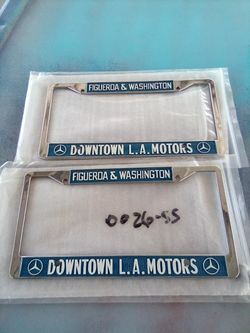 FIGUEROA & WASHINGTON
DOWNTOWN L.A. MOTORS
FIGUEROA & WASHINGTON
0026-SS
DOWNTOWN L.A. MOTORS